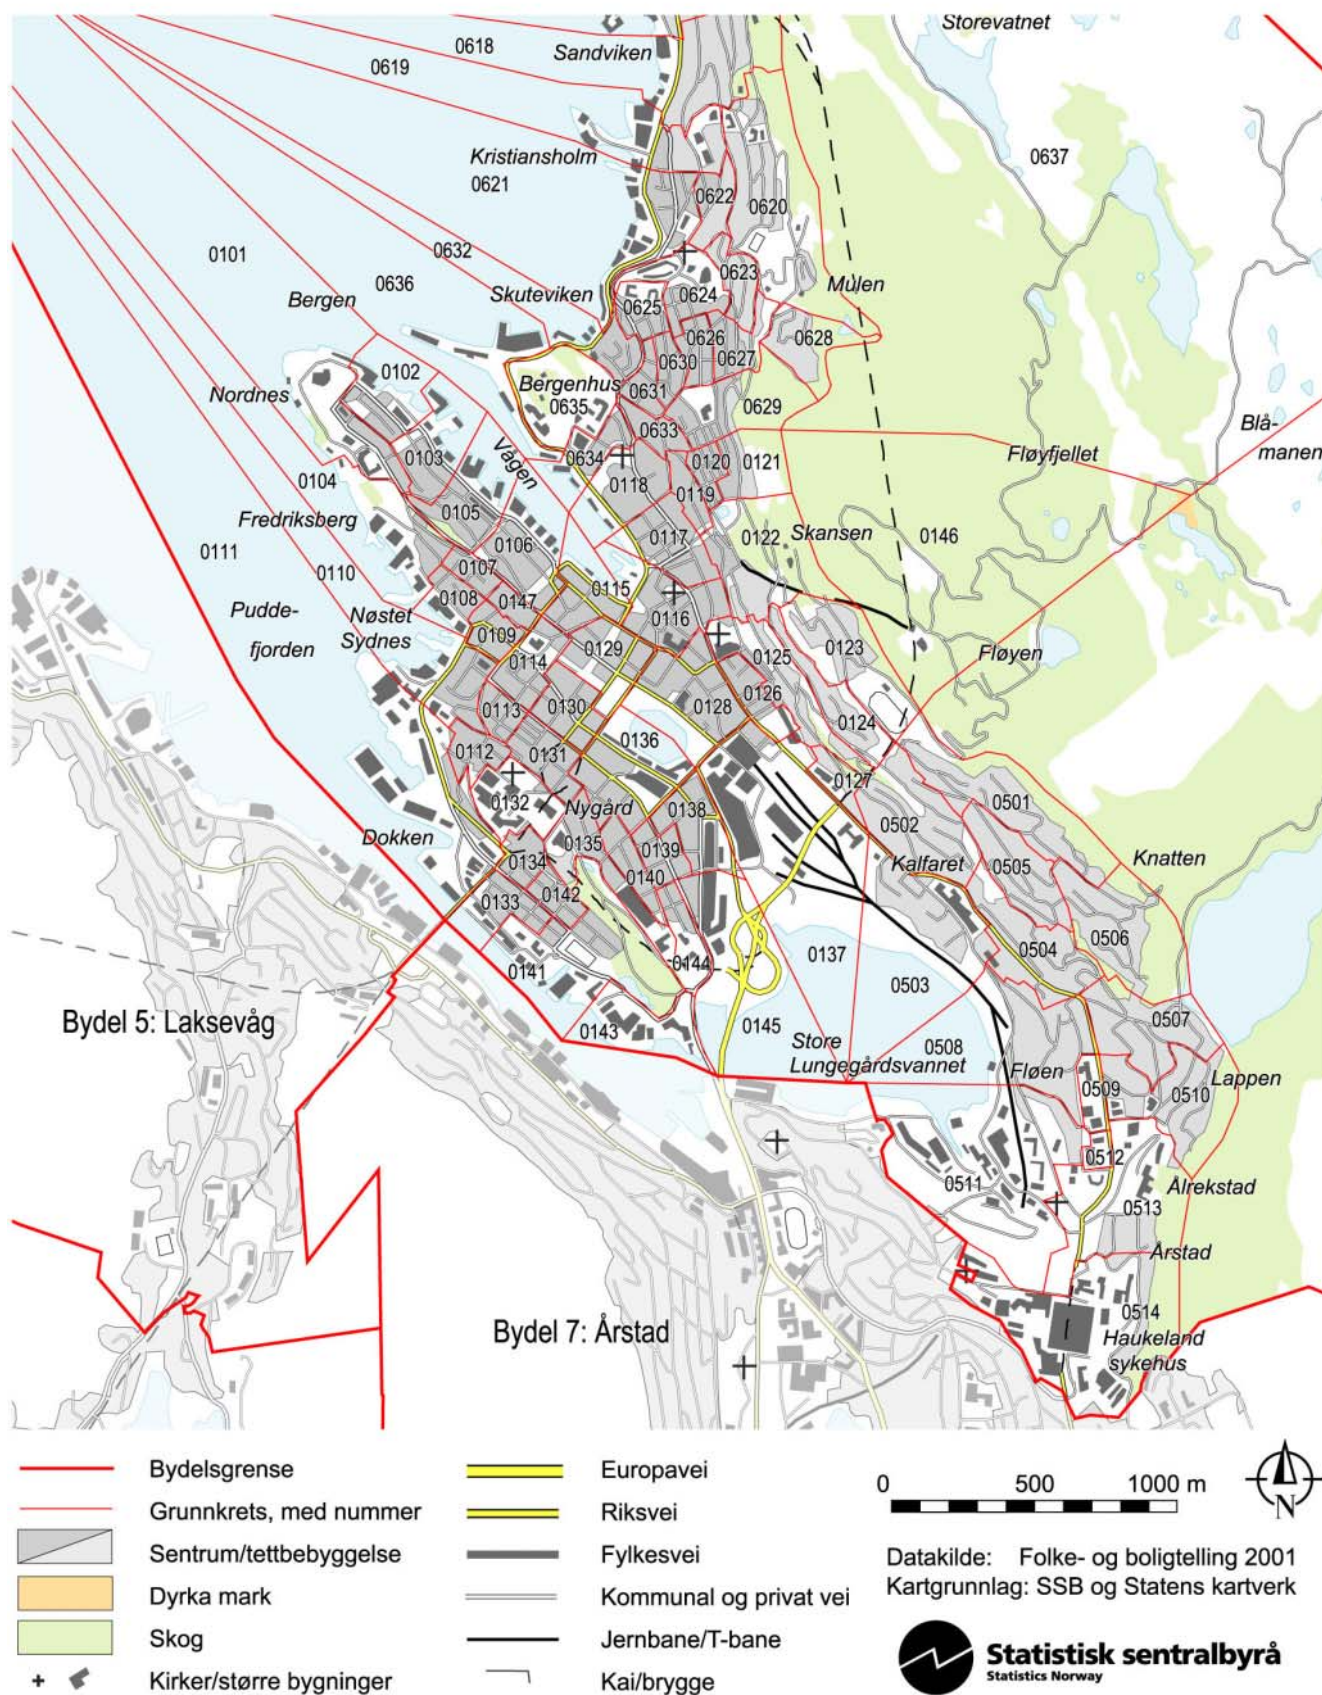 Storevatnet
Sandviken
0618
0619
0637
Kristiansholm
0621
0622
0620
0101
0632
0636
Bergen
Skuteviken
0623
Mulen
0624
0625
0626
0628
0627
0630
0102
Nordnes
Bergenhus
0635
0631
0629
0633
Blå-
manen
Fløyfjellet
0103
Vågen
0634
0120
0121
0104
0118
0119
0105
Fredriksberg
Skansen
0146
0106
0117
0122
0111
0110
0107
0108
0147
0115
0116
Pudde-
fjorden
Nøstet
Sydnes
0109
0129
0125
0123
Fløyen
0114
0126
0113
0130
0128
0124
0136
0112
0131
0127
0132
Nygård
0138
0502
0501
Dokken
0135
0139
Kalfaret
0505
Knatten
0134
0140
0133
0142
0504
0506
0144
0137
0141
0503
Bydel 5: Laksevåg
0143
0145
0507
Store
Lungegårdsvannet
0508
Fløen
0509
0510
Lappen
0512
0511
0513
Ålrekstad
Årstad
Bydel 7: Årstad
0514
Haukeland
sykehus
Bydelsgrense
Grunnkrets, med nummer
Sentrum/tettbebyggelse
Dyrka mark
Skog
Kirker/større bygninger
Europavei
Riksvei
Fylkesvei
Kommunal og privat vei
Jernbane/T-bane
Kai/brygge
0 500 1000 m
N
Datakilde: Folke- og boligtelling 2001
Kartgrunnlag: SSB og Statens kartverk
Statistisk sentralbyrå
Statistics Norway